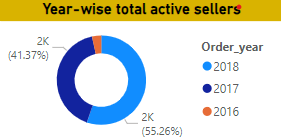 Year-wise total active sellers
2K
(41.37%)
Order_year
2018
2017
2016
2K
(55.26%)